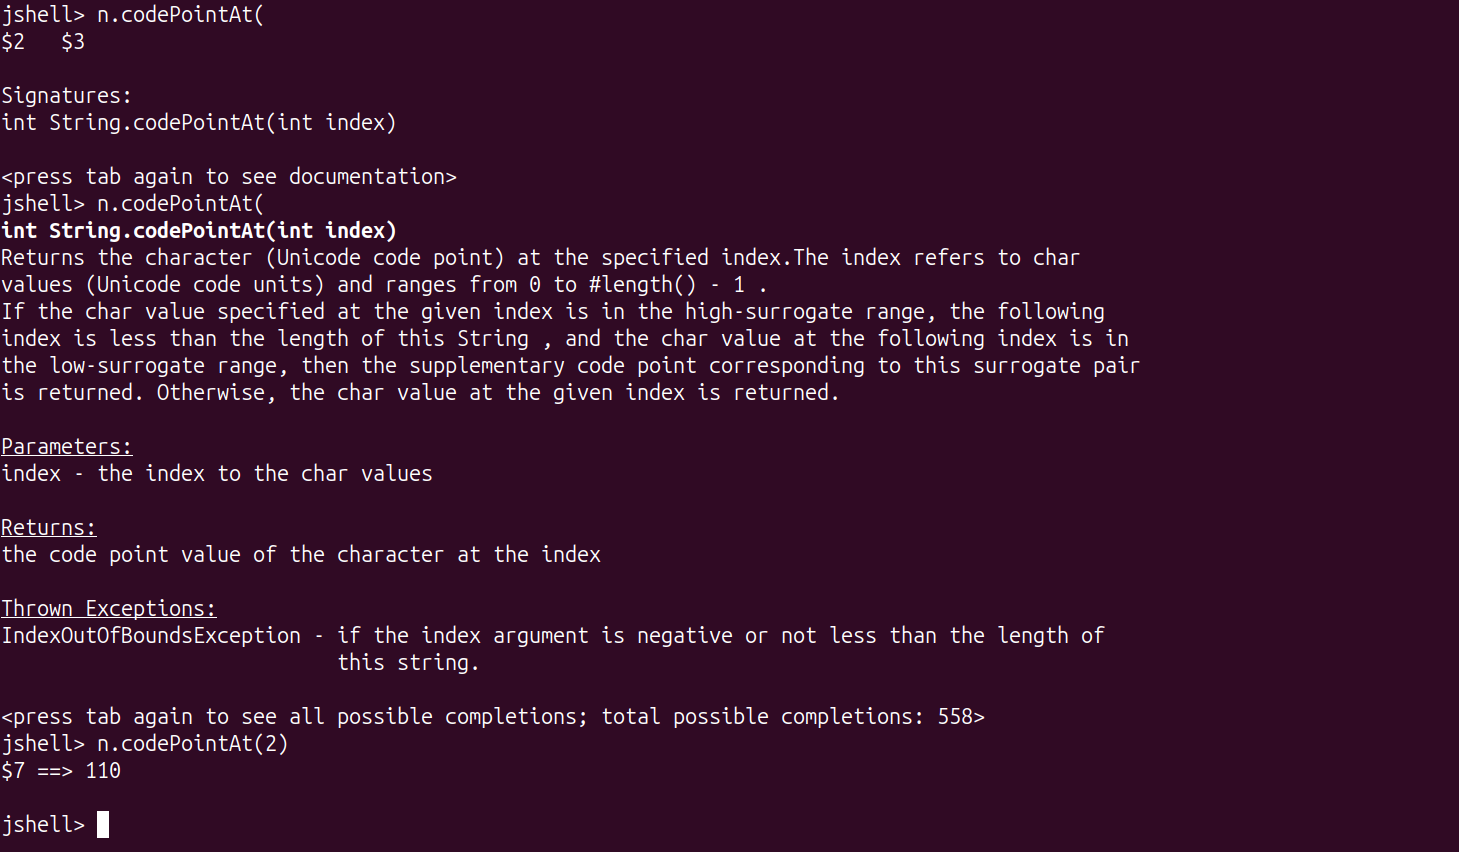 jshell> n.codePointAt(
$2   $3
Signatures:
int String.codePointAt(int index)
<press tab again to see documentation>
jshell> n.codePointAt(
int String.codePointAt(int index)
Returns the character (Unicode code point) at the specified index.The index refers to char
values (Unicode code units) and ranges from 0 to #length() - 1 .
If the char value specified at the given index is in the high-surrogate range, the following
index is less than the length of this String , and the char value at the following index is in
the low-surrogate range, then the supplementary code point corresponding to this surrogate pair
is returned. Otherwise, the char value at the given index is returned.
Parameters:
index - the index to the char values
Returns:
the code point value of the character at the index
Thrown Exceptions:
IndexOutOfBoundsException - if the index argument is negative or not less than the length of
this string.
<press tab again to see all possible completions; total possible completions: 558>
jshell> n.codePointAt(2)
$7 ==> 110
jshell>